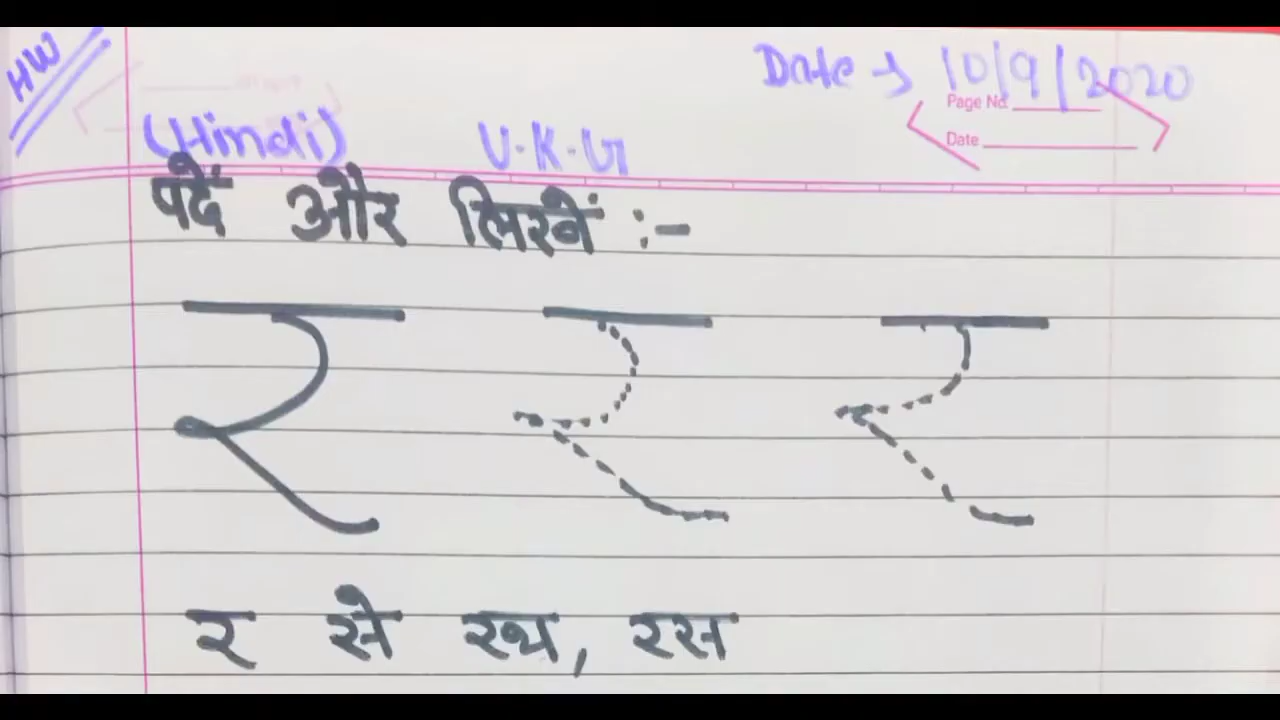 HW
Date → 10/9/2020
Page No.
Date
(Hindi) U.K.G
पढें और लिखें :-
र र र
र से रथ, रस